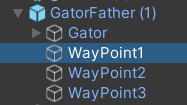 GatorFather (1)
Gator
WayPoint1
WayPoint2
WayPoint3